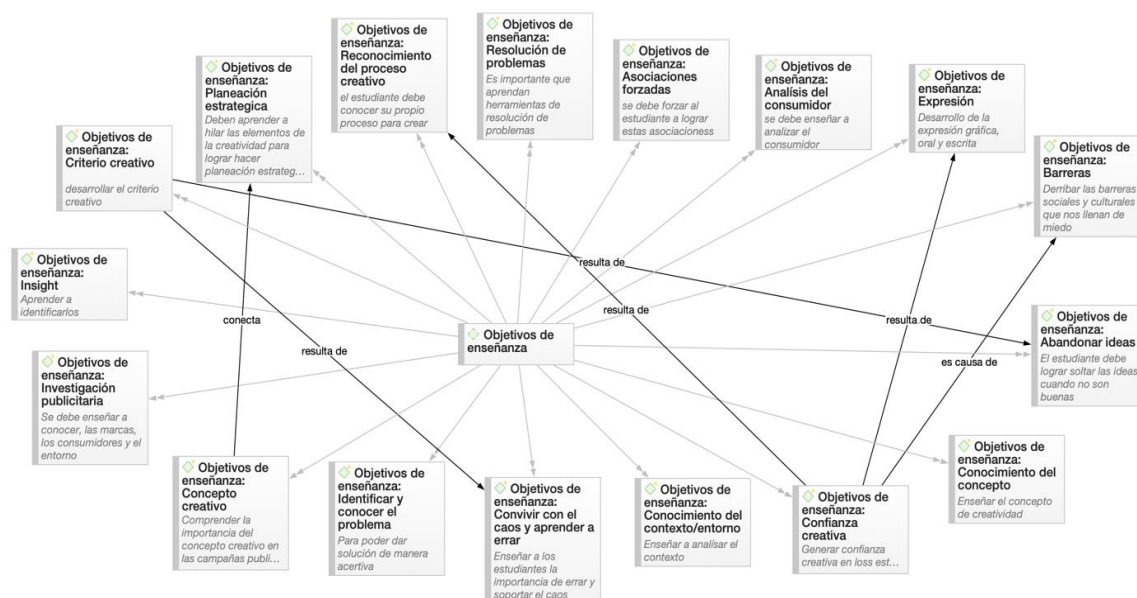 Objetivos de
enseñanza:
Reconocimiento
del proceso
creativo
el estudiante debe
conocer su propio
proceso para crear
Objetivos de
enseñanza:
Resolución de
problemas
Es importante que
aprendan
herramientas de
resolución de
problemas
Objetivos de
enseñanza:
Asociaciones
forzadas
se debe forzar al
estudiante a lograr
estas asociacioness
Objetivos de
enseñanza:
Análisis del
consumidor
se debe enseñar a
analizar el
consumidor
Objetivos de
enseñanza:
Expresión
Desarrollo de la
expresión gráfica,
oral y escrita
Objetivos de
enseñanza:
Planeación
estrategica
Deben aprender a
hilar las elementos de
la creatividad para
lograr hacer
planeación estrateg...
Objetivos de
enseñanza:
Criterio creativo
desarrollar el criterio
creativo
Objetivos de
enseñanza:
Barreras
Derribar las barreras
sociales y culturales
que nos llenan de
miedo
Objetivos de
enseñanza:
Insight
Aprender a
identificarlos
resulta de
resulta de
conecta
resulta de
resulta de
es causa de
Objetivos de
enseñanza
Objetivos de
enseñanza:
Abandonar ideas
El estudiante debe
lograr soltar las ideas
cuando no son
buenas
Objetivos de
enseñanza:
Investigación
publicitaria
Se debe enseñar a
conocer, las marcas,
los consumidores y el
entorno
Objetivos de
enseñanza:
Concepto
creativo
Comprender la
importancia del
concepto creativo en
las campañas publi...
Objetivos de
enseñanza:
Identificar y
conocer el
problema
Para poder dar
solución de manera
acertiva
Objetivos de
enseñanza:
Convivir con el
caos y aprender a
errar
Enseñar a los
estudiantes la
importancia de errar y
soportar el caos
Objetivos de
enseñanza:
Conocimiento del
contexto/entorno
Enseñar a analísar el
contexto
Objetivos de
enseñanza:
Confianza
creativa
Generar confianza
creativa en loss est...
Objetivos de
enseñanza:
Conocimiento del
concepto
Enseñar el concepto
de creatividad